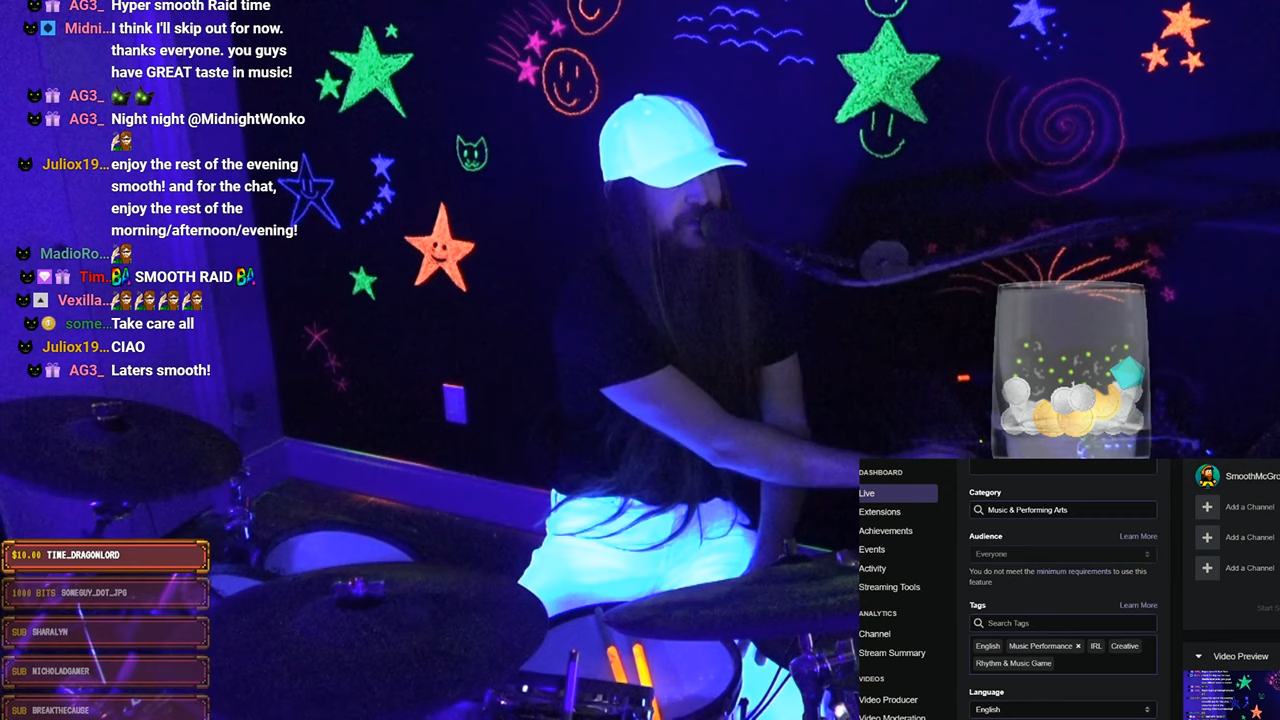 AG3_ Hyper smooth Raid time
Midni... I think I'll skip out for now.
thanks everyone. you guys
have GREAT taste in music!
AG3_
AG3_ Night night @MidnightWonko
Juliox19... enjoy the rest of the evening
smooth! and for the chat,
enjoy the rest of the
morning/afternoon/evening!
MadioRo...
Tim... SMOOTH RAID
Vexilla...
some... Take care all
Juliox19... CIAO
AG3_ Laters smooth!
$10.00 TIME_DRAGONLORD
1000 BITS SOMEGUY_DOT_JPG
SUB SHARALYN
SUB NICHOLADGAMER
SUB BREAKTHECAUSE
DASHBOARD
Live
Extensions
Achievements
Events
Activity
Streaming Tools
ANALYTICS
Channel
Stream Summary
VIDEOS
Video Producer
Video Moderation
Category
Music & Performing Arts
Audience Learn More
Everyone
You do not meet the minimum requirements to use this
feature
Tags Learn More
Search Tags
English Music Performance × IRL Creative
Rhythm & Music Game
Language
English
SmoothMcGro
Add a Channel
Add a Channel
Add a Channel
Start S
Video Preview